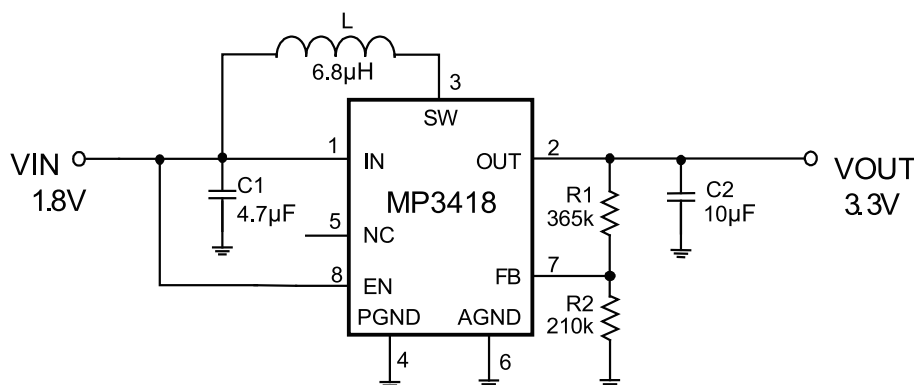 L
6.8µH
3
SW
VIN
1.8V
1
IN
OUT
2
VOUT
3.3V
C1
4.7µF
MP3418
R1
365k
C2
10µF
5
NC
8
EN
FB
7
R2
210k
PGND
AGND
4
6